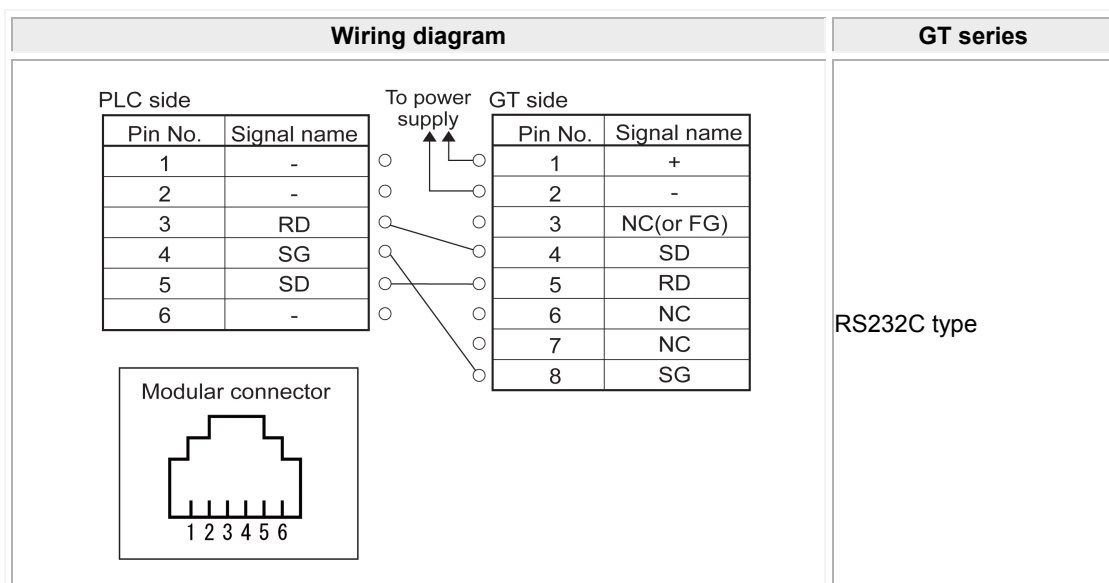 Wiring diagram GT series
PLC side To power supply GT side
Pin No. Signal name Pin No. Signal name
1 - 1 +
2 - 2 -
3 RD 3 NC(or FG)
4 SG 4 SD
5 SD 5 RD
6 - 6 NC
RS232C type
7 NC
8 SG
Modular connector
1 2 3 4 5 6